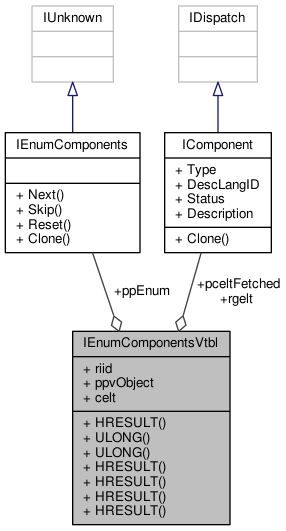 IUnknown
IDispatch
IEnumComponents
+ Next()
+ Skip()
+ Reset()
+ Clone()
IComponent
+ Type
+ DescLangID
+ Status
+ Description
+ Clone()
+ppEnum
+pceltFetched
+rgelt
IEnumComponentsVtbl
+ riid
+ ppvObject
+ celt
+ HRESULT()
+ ULONG()
+ ULONG()
+ HRESULT()
+ HRESULT()
+ HRESULT()
+ HRESULT()